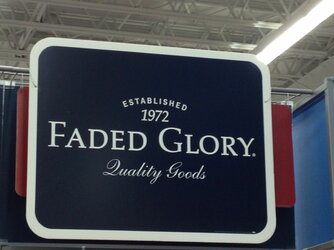 ESTABLISHED
1972
FADED GLORY®
Quality Goods